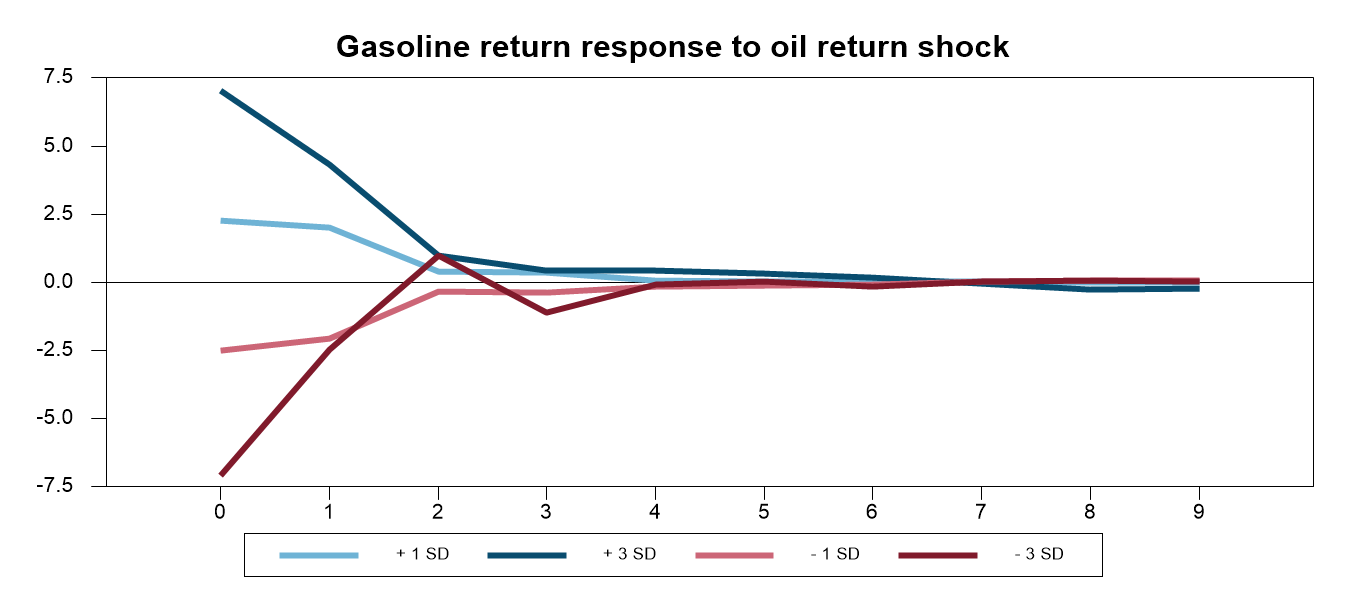 Gasoline return response to oil return shock
7.5
5.0
2.5
0.0
-2.5
-5.0
-7.5
0 1 2 3 4 5 6 7 8 9
+ 1 SD + 3 SD - 1 SD - 3 SD